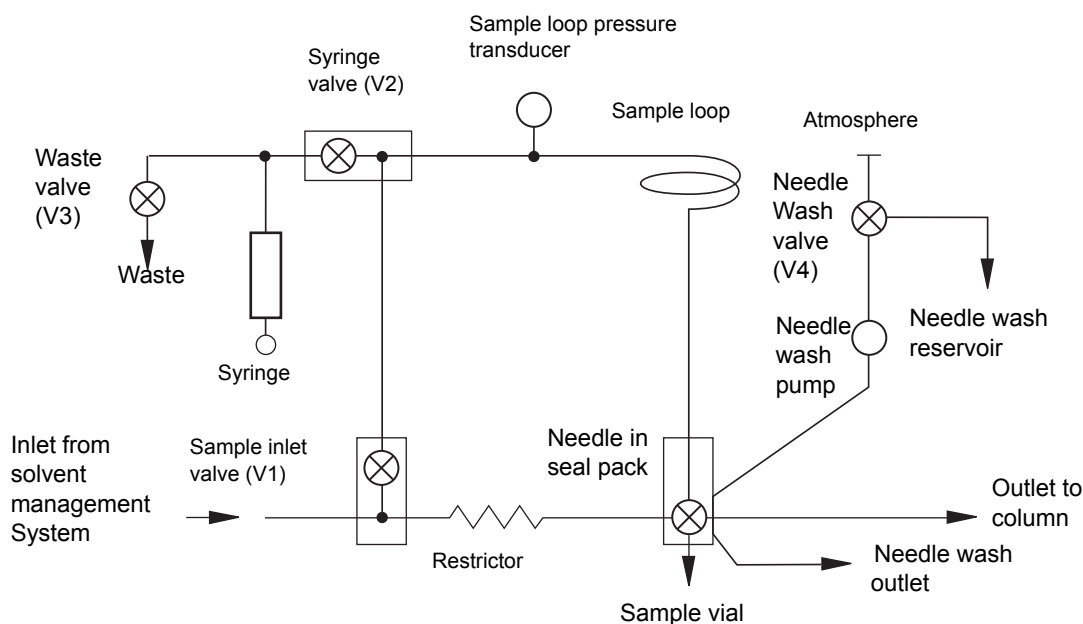 Sample loop pressure
transducer
Syringe
valve (V2)
Sample loop
Atmosphere
Waste
valve
(V3)
Needle
Wash
valve
(V4)
Waste
Needle wash
reservoir
Needle
wash
pump
Syringe
Inlet from
solvent
management
System
Sample inlet
valve (V1)
Needle in
seal pack
Outlet to
column
Restrictor
Needle wash
outlet
Sample vial